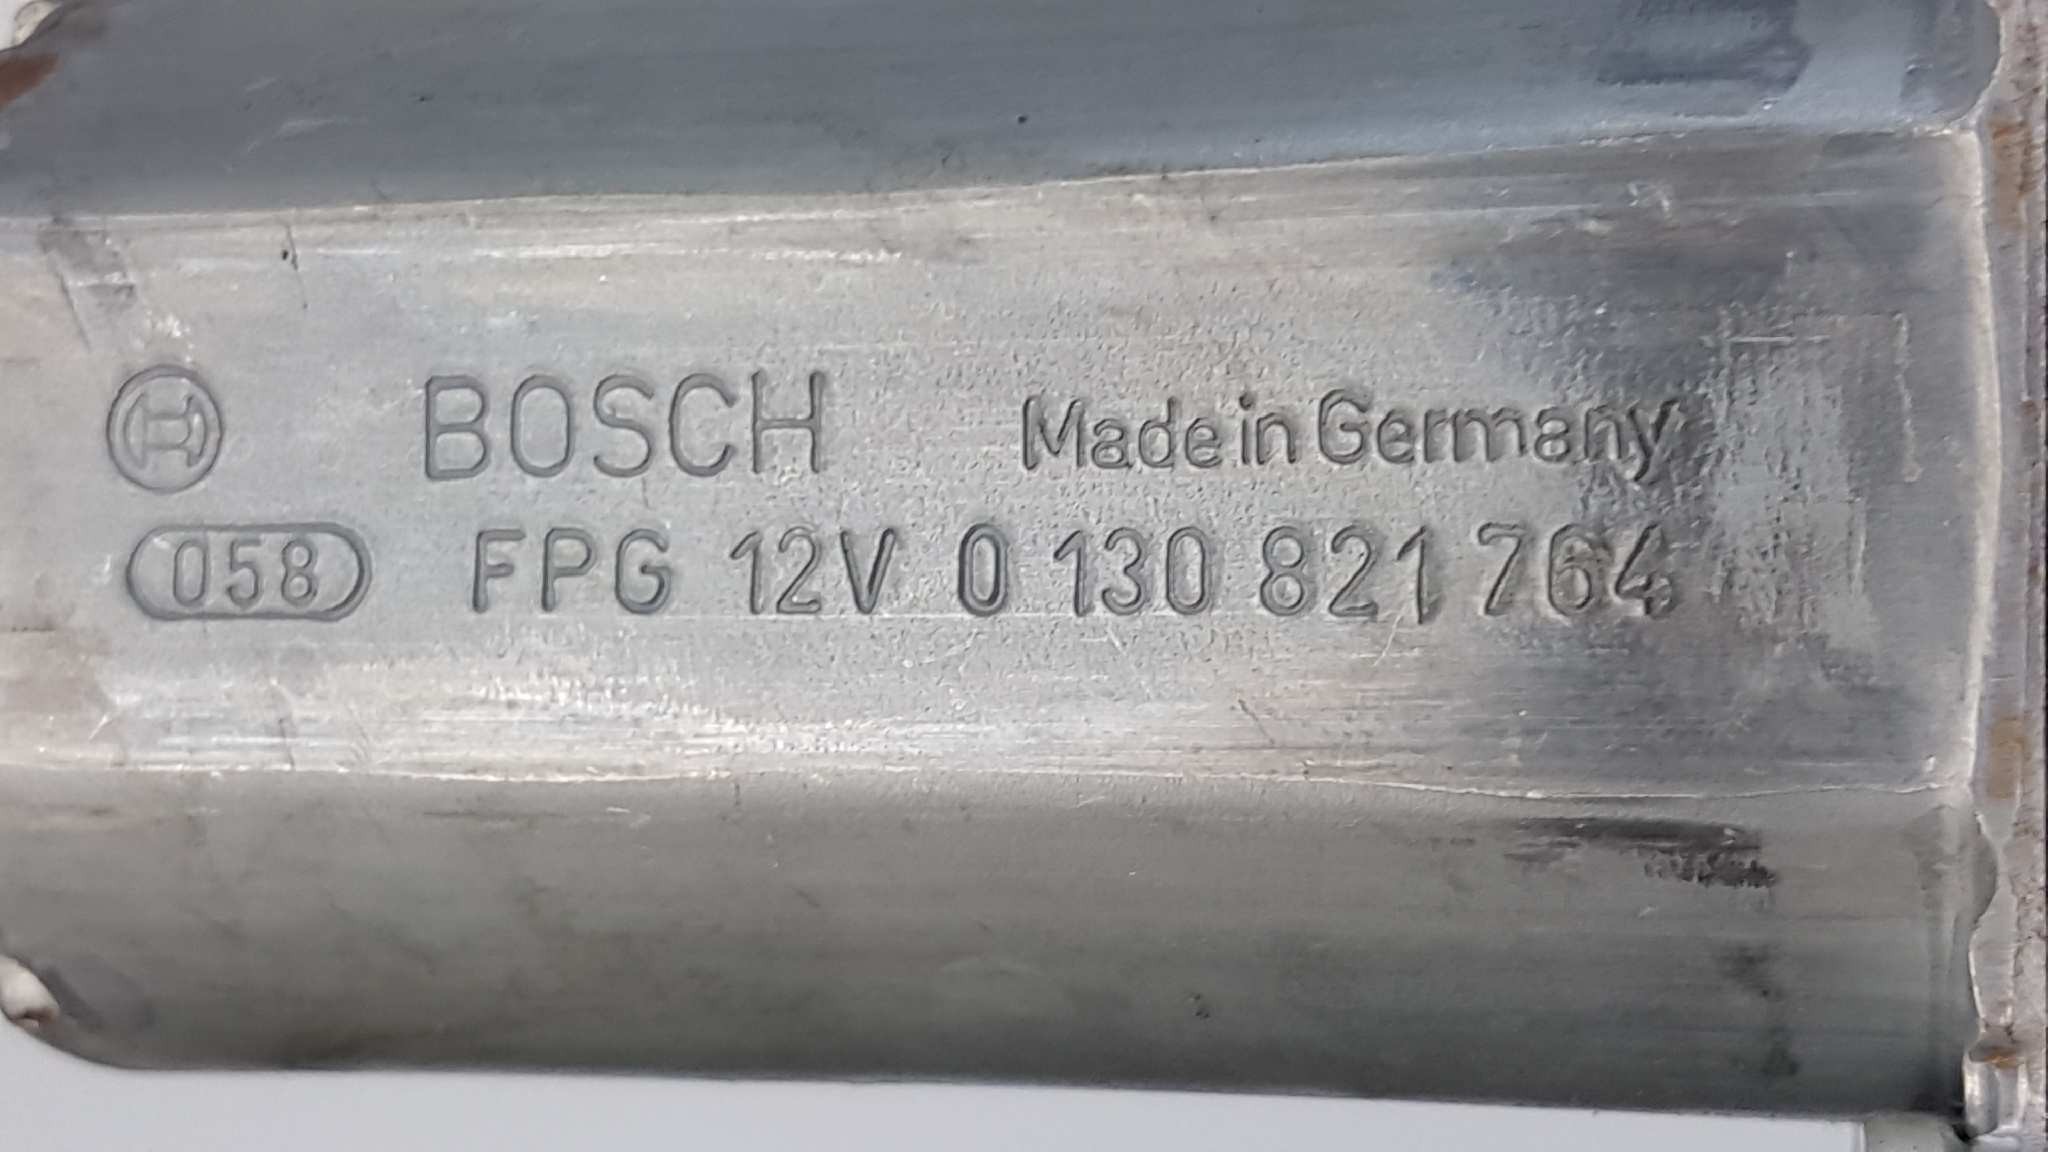 BOSCH Made in Germany
058 FPG 12V 0 130 821 764